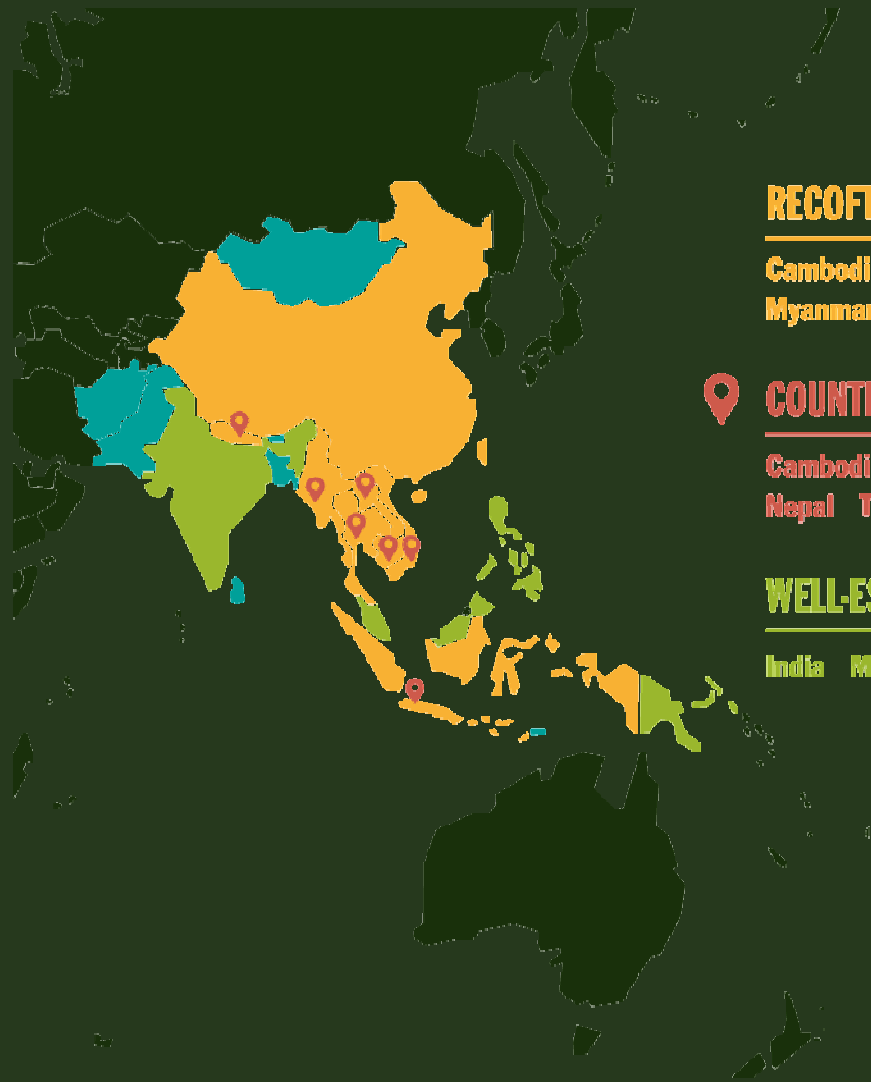 RECOFT
Cambodi
Myanmar
COUNT
Cambodi
Nepal T
WELL-ES
India M